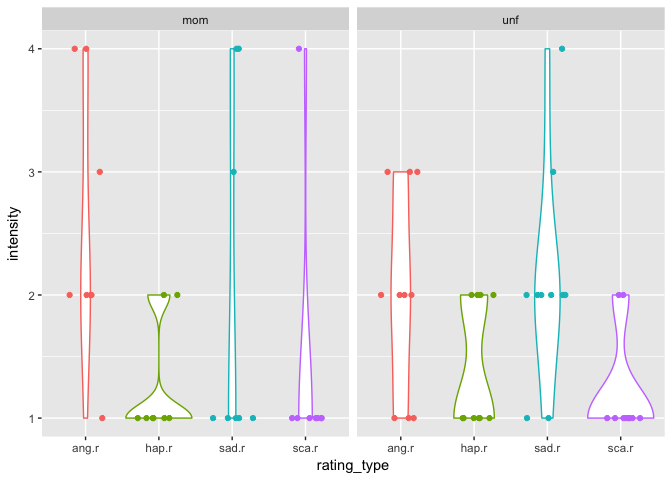 mom
unf
4
3
2
1
intensity
ang.r hap.r sad.r sca.r
ang.r hap.r sad.r sca.r
rating_type